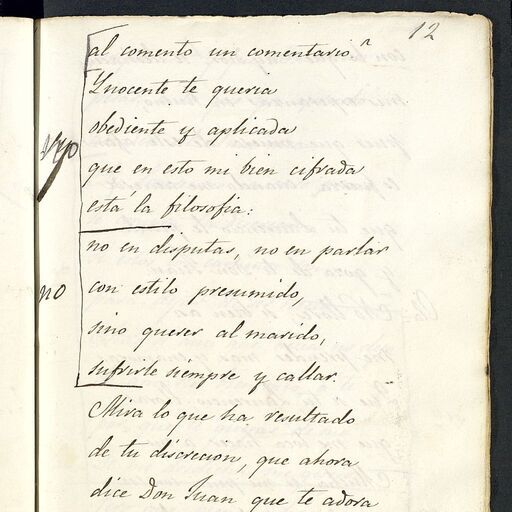 12
al comento un comentario
Ynocente te queria
obediente y aplicada
que en esto mi bien cifrada
está la filosofia:
no en disputas, no en parlar
no
con estilo presumido,
sino querer al marido,
sufrirle siempre y callar.
Mira lo que ha resultado
de tu discrecion, que ahora
dice Don Juan que te adora